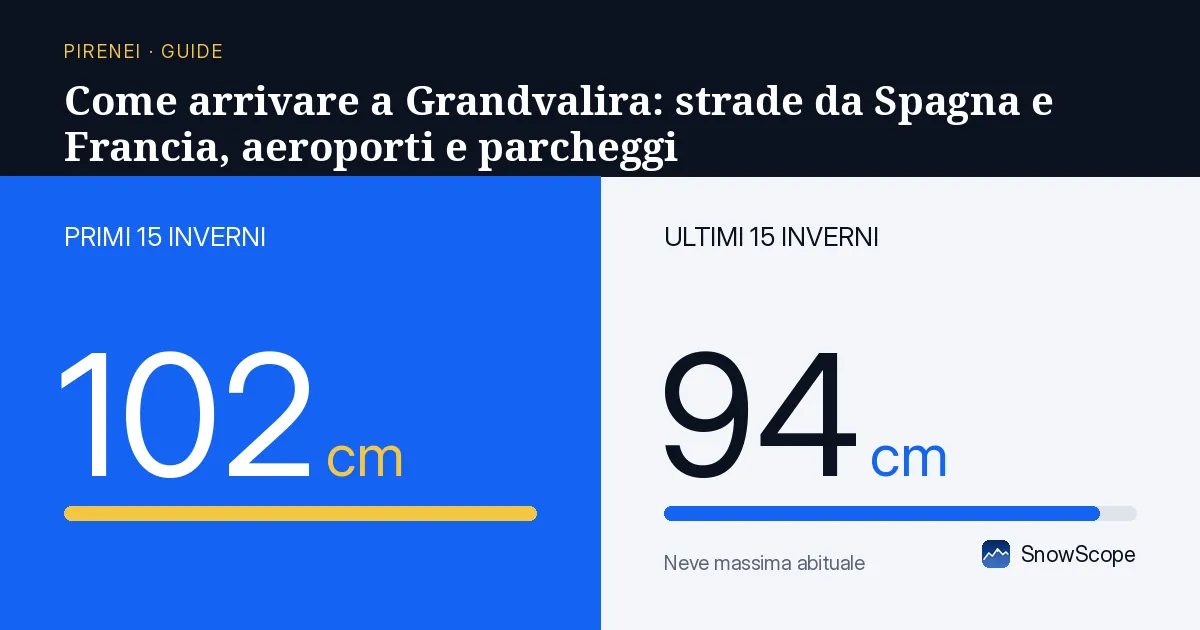 PIRENEI · GUIDE
Come arrivare a Grandvalira: strade da Spagna e
Francia, aeroporti e parcheggi
PRIMI 15 INVERNI
102 cm
ULTIMI 15 INVERNI
94 cm
Neve massima abituale
SnowScope